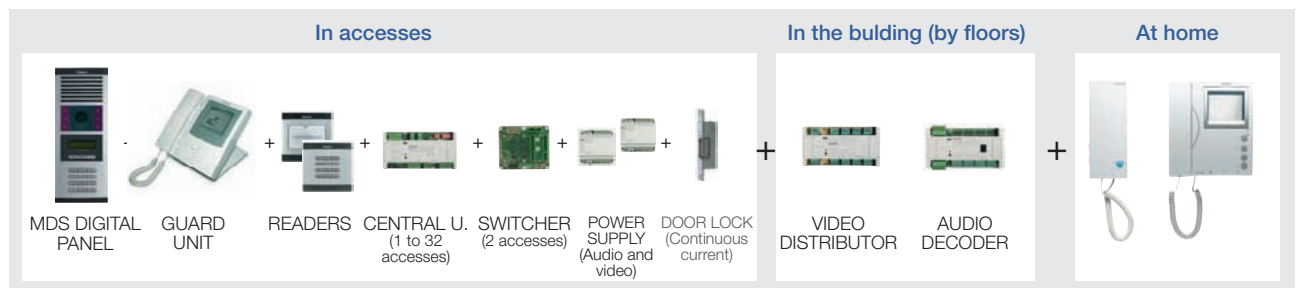 In accesses
In the bulding (by floors)
At home
-
+
+
+
+
+
+
+
MDS DIGITAL
PANEL
GUARD
UNIT
READERS
CENTRAL U.
(1 to 32
accesses)
SWITCHER
(2 accesses)
POWER
SUPPLY
(Audio and
video)
DOOR LOCK
(Continuous
current)
VIDEO
DISTRIBUTOR
AUDIO
DECODER